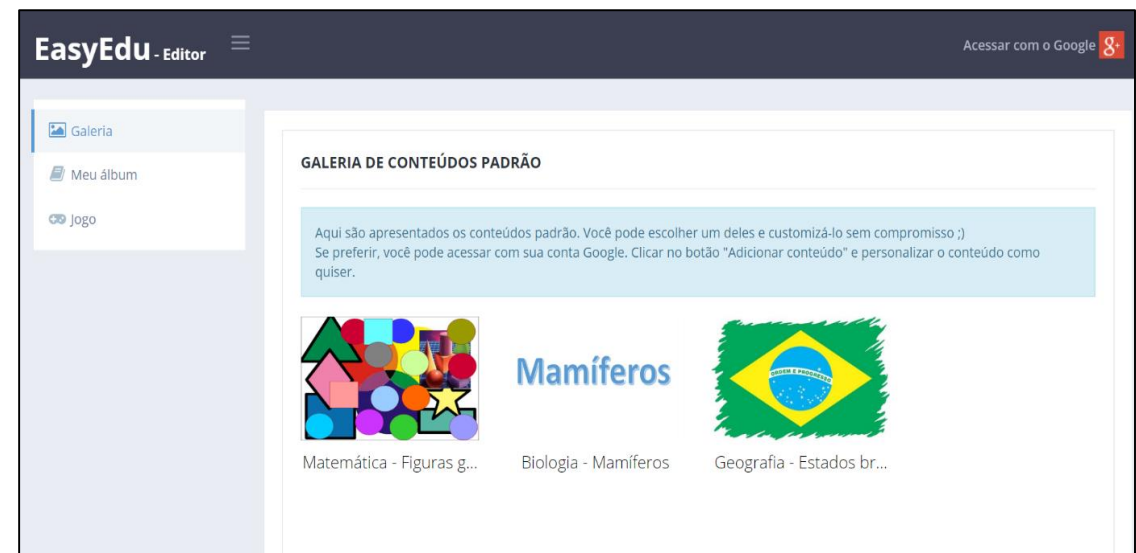 EasyEdu - Editor
Acessar com o Google g+
Galeria
Meu álbum
Jogo
GALERIA DE CONTEÚDOS PADRÃO
Aqui são apresentados os conteúdos padrão. Você pode escolher um deles e customizá-lo sem compromisso ;)
Se preferir, você pode acessar com sua conta Google. Clicar no botão "Adicionar conteúdo" e personalizar o conteúdo como
quiser.
Mamíferos
ORDEM E PROGRESSO
Matemática - Figuras g...
Biologia - Mamíferos
Geografia - Estados br...